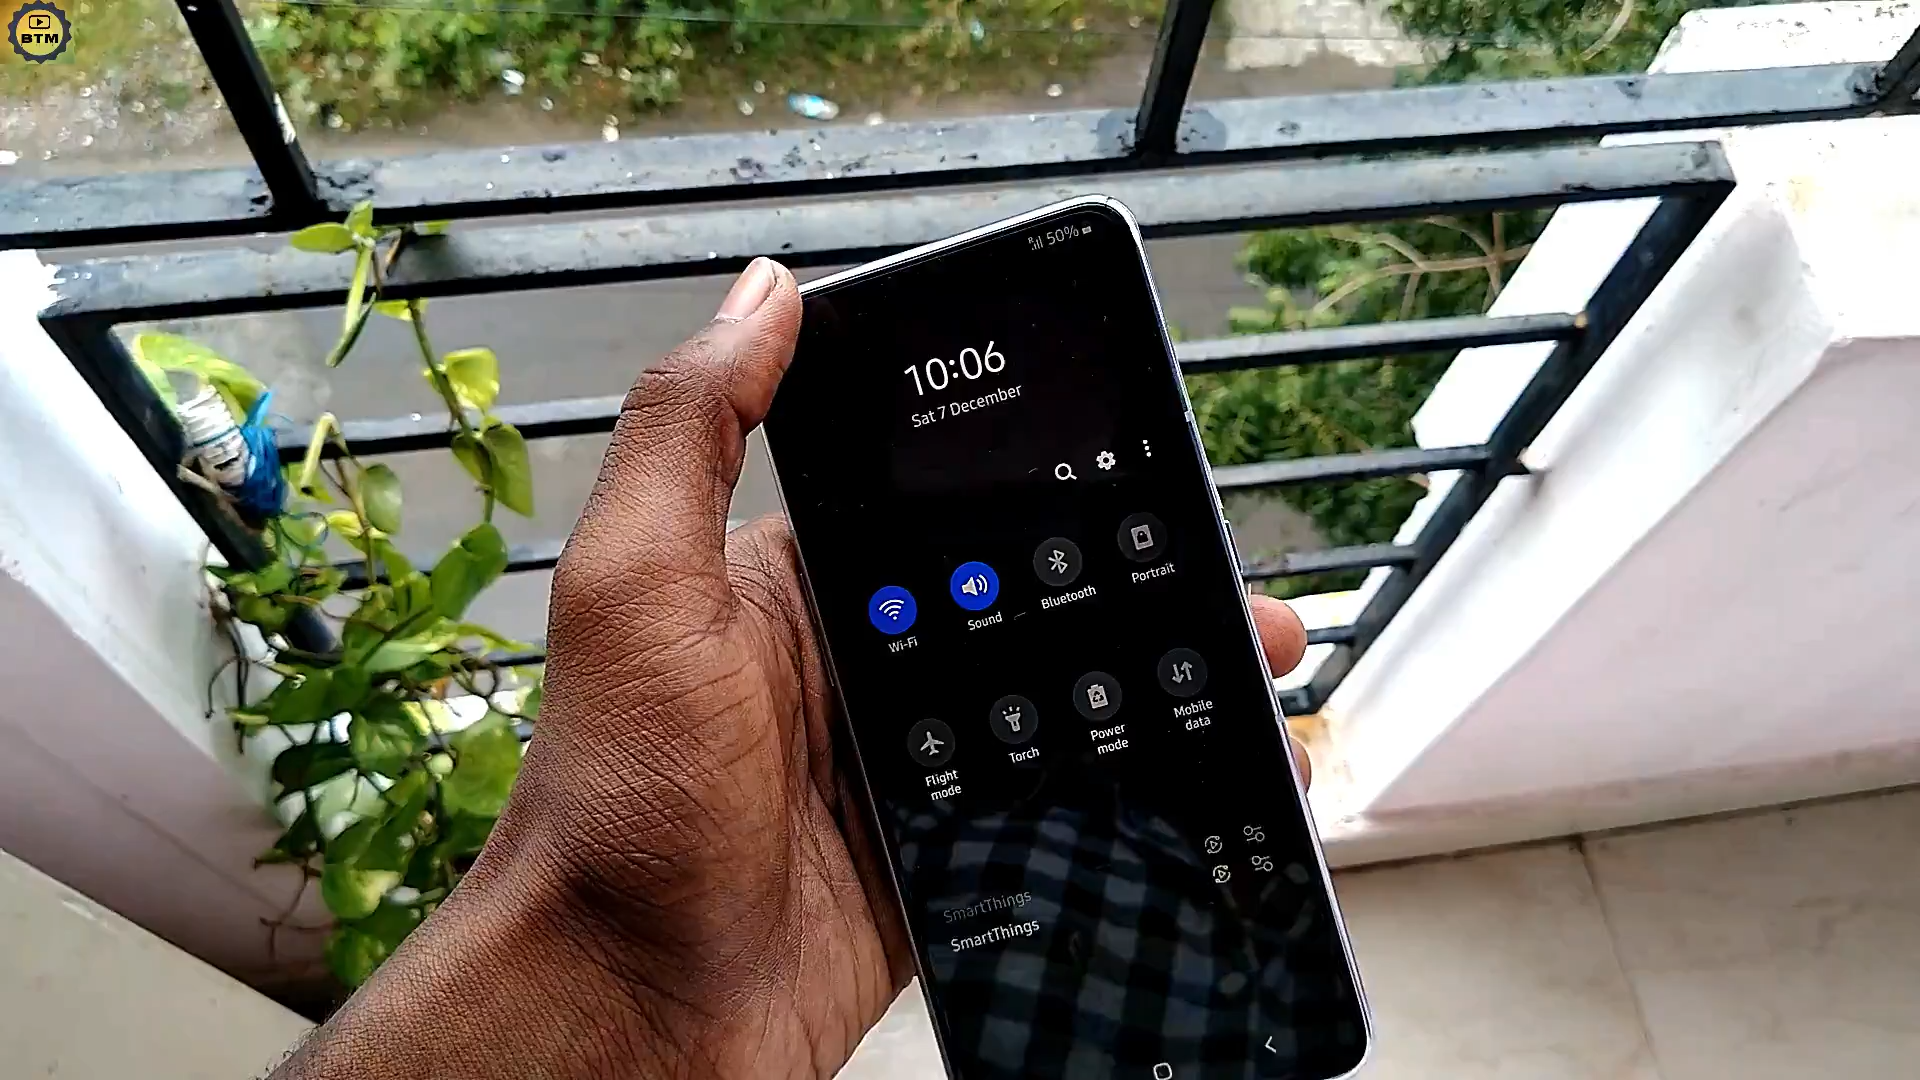 BTM
50%
10:06
Sat 7 December
Wi-Fi
Sound
Bluetooth
Portrait
Flight
mode
Torch
Power
mode
Mobile
data
SmartThings
SmartThings